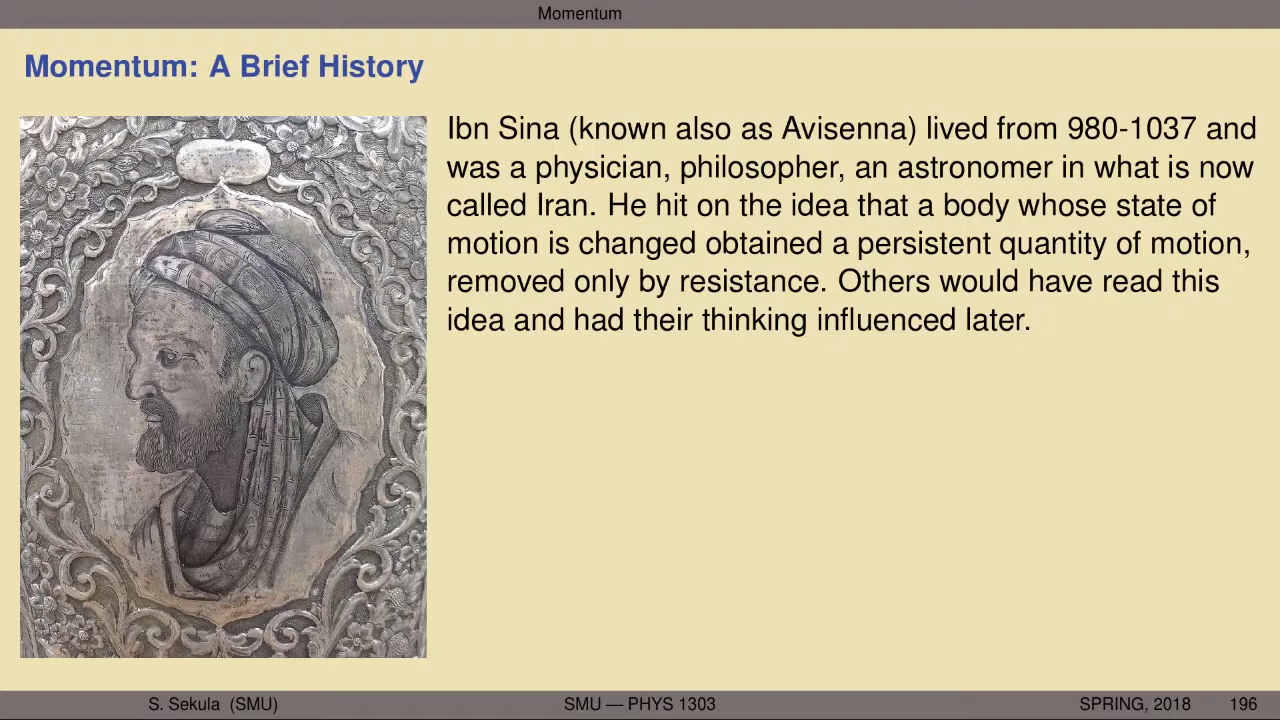 Momentum
Momentum: A Brief History
Ibn Sina (known also as Avisenna) lived from 980-1037 and
was a physician, philosopher, an astronomer in what is now
called Iran. He hit on the idea that a body whose state of
motion is changed obtained a persistent quantity of motion,
removed only by resistance. Others would have read this
idea and had their thinking influenced later.
S. Sekula (SMU)
SMU — PHYS 1303
SPRING, 2018
196